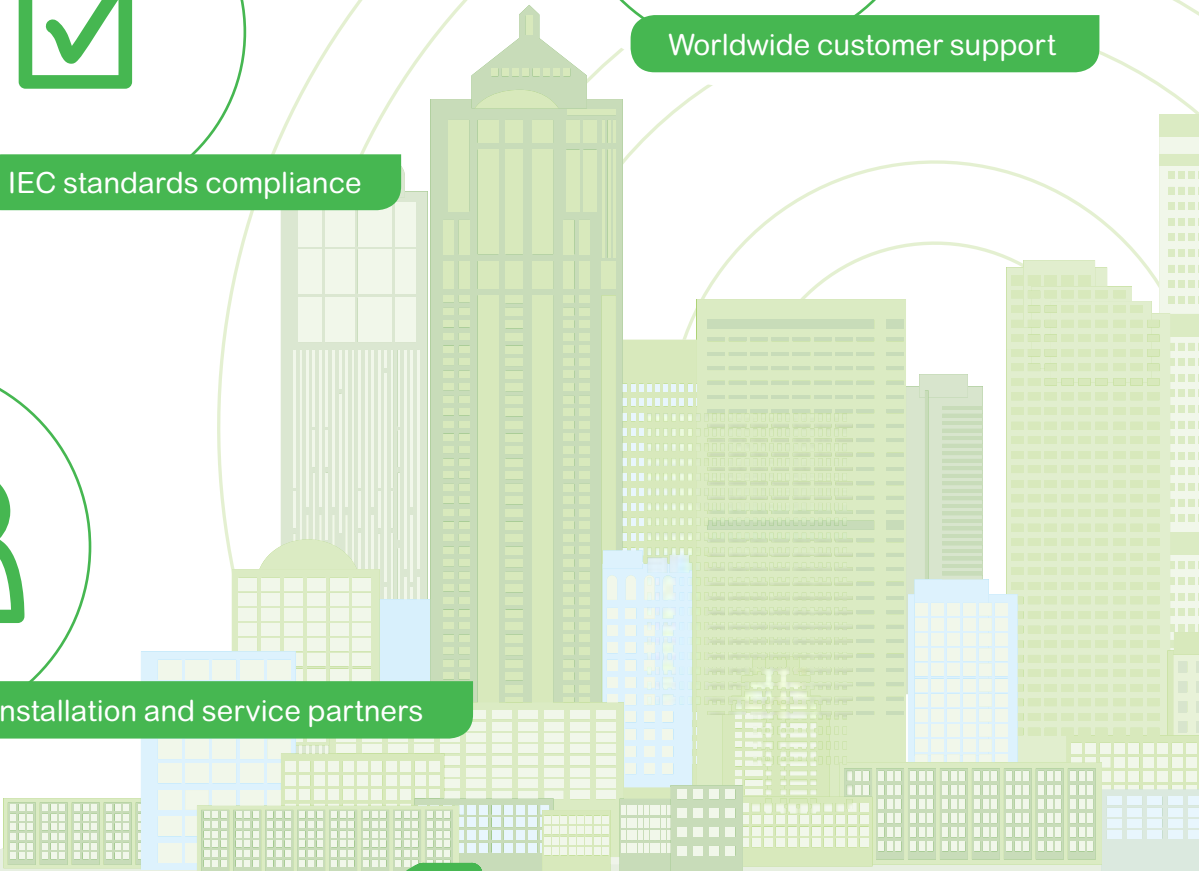 Worldwide customer support
IEC standards compliance
nstallation and service partners